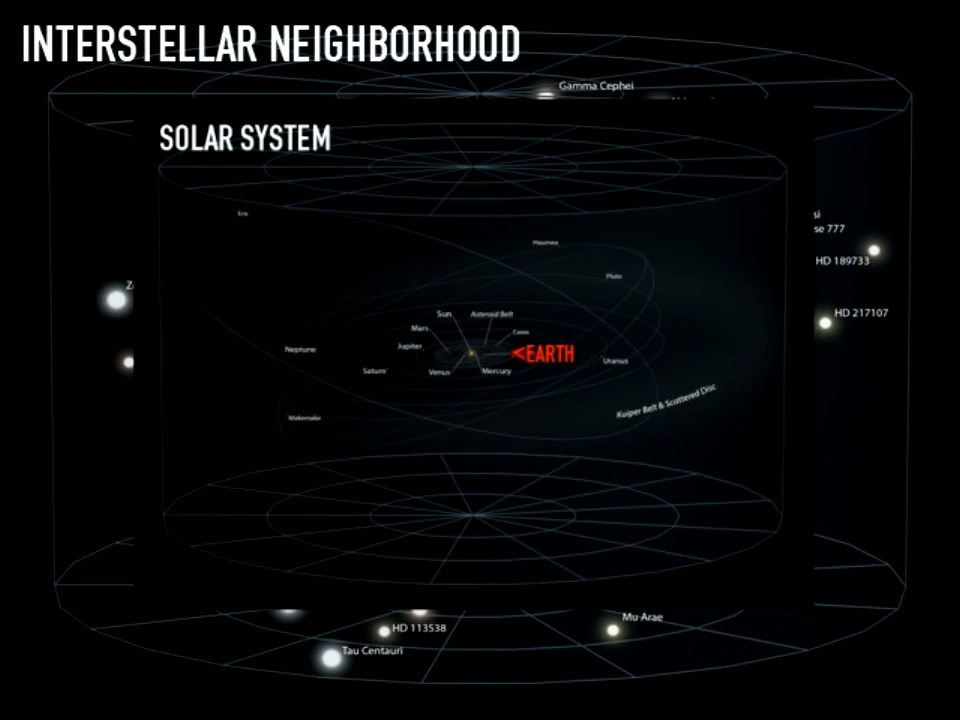 INTERSTELLAR NEIGHBORHOOD
Gamma Cephei
SOLAR SYSTEM
Eris
Haumea
Pluto
HD 189733
HD 217107
Sun
Asteroid Belt
Mars
Ceres
Jupiter
Neptune
<EARTH
Uranus
Saturn
Venus
Mercury
Kuiper Belt & Scattered Disc
Makemake
Mu Arae
HD 113538
Tau Centauri